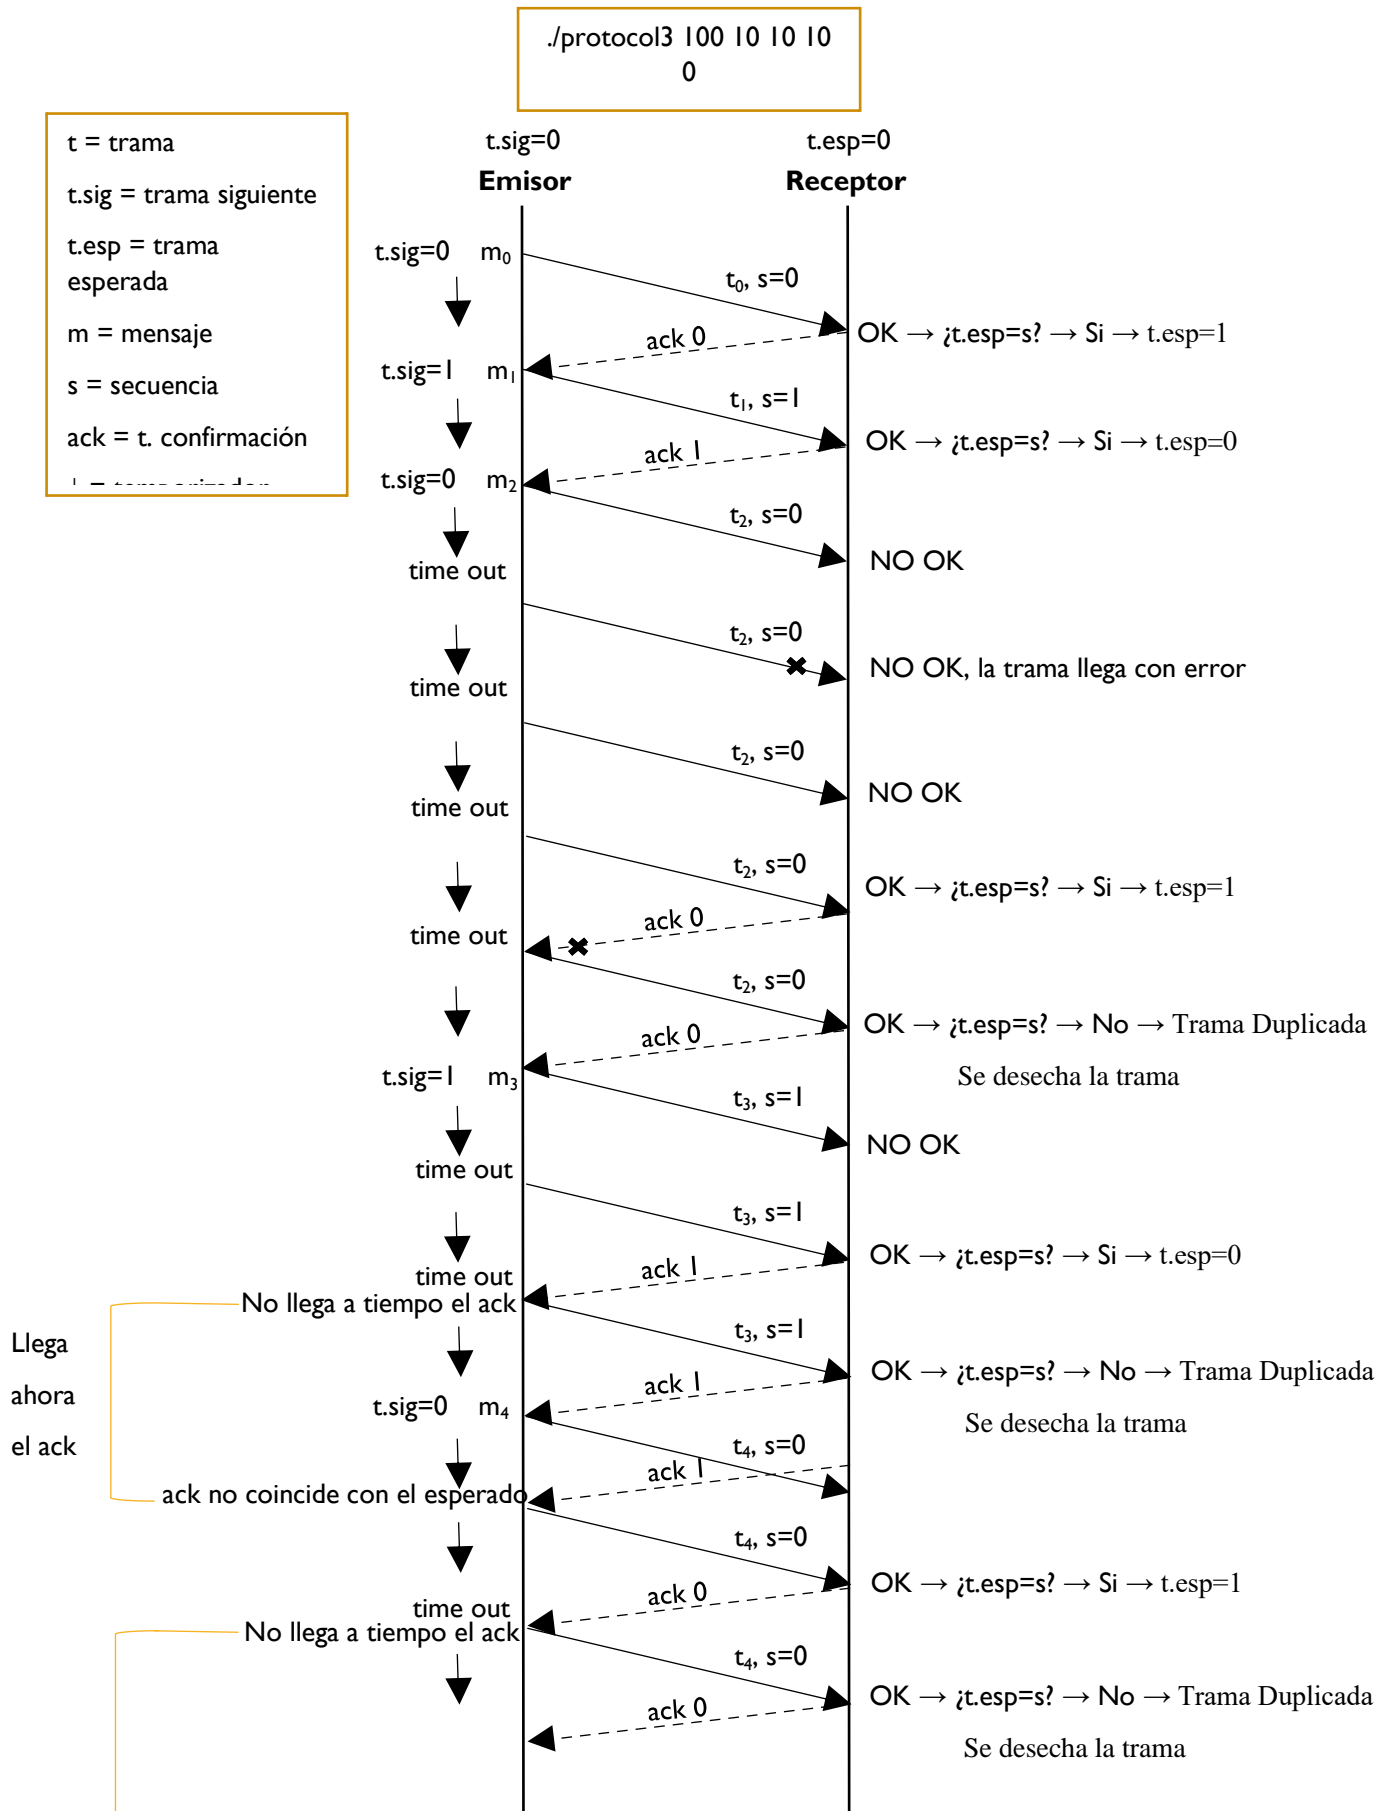 ./protocol3 100 10 10 10
0
t = trama
t.sig = trama siguiente
t.esp = trama
esperada
m = mensaje
s = secuencia
ack = t. confirmación
t.sig=0
t.esp=0
Emisor
Receptor
t.sig=0 m₀
t₀, s=0
OK → ¿t.esp=s? → Si → t.esp=1
ack 0
t.sig=1 m₁
t₁, s=1
OK → ¿t.esp=s? → Si → t.esp=0
ack 1
t.sig=0 m₂
t₂, s=0
NO OK
time out
t₂, s=0
NO OK, la trama llega con error
time out
t₂, s=0
NO OK
time out
t₂, s=0
OK → ¿t.esp=s? → Si → t.esp=1
ack 0
time out
t₂, s=0
OK → ¿t.esp=s? → No → Trama Duplicada
Se desecha la trama
ack 0
t.sig=1 m₃
t₃, s=1
NO OK
time out
t₃, s=1
OK → ¿t.esp=s? → Si → t.esp=0
ack 1
time out
No llega a tiempo el ack
Llega
ahora
el ack
t₃, s=1
OK → ¿t.esp=s? → No → Trama Duplicada
Se desecha la trama
ack 1
t.sig=0 m₄
t₄, s=0
ack 1
ack no coincide con el esperado
t₄, s=0
OK → ¿t.esp=s? → Si → t.esp=1
ack 0
time out
No llega a tiempo el ack
t₄, s=0
OK → ¿t.esp=s? → No → Trama Duplicada
Se desecha la trama
ack 0